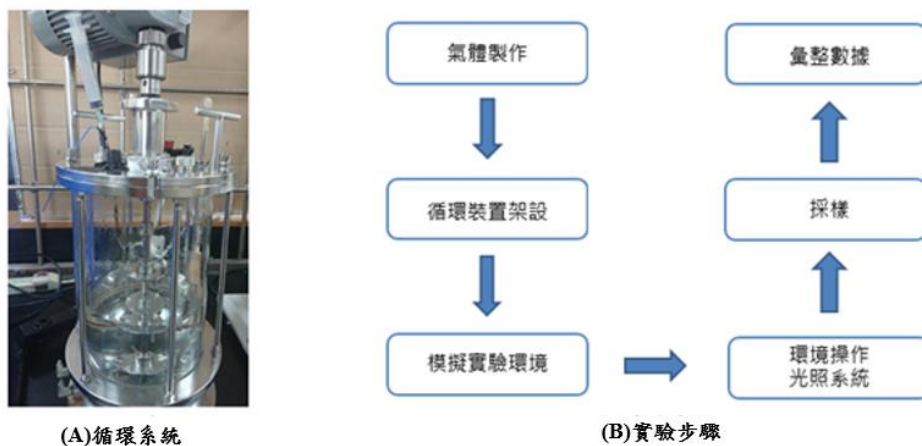 氣體製作
循環裝置架設
模擬實驗環境
環境操作
光照系統
採樣
彙整數據
(A)循環系統
(B)實驗步驟